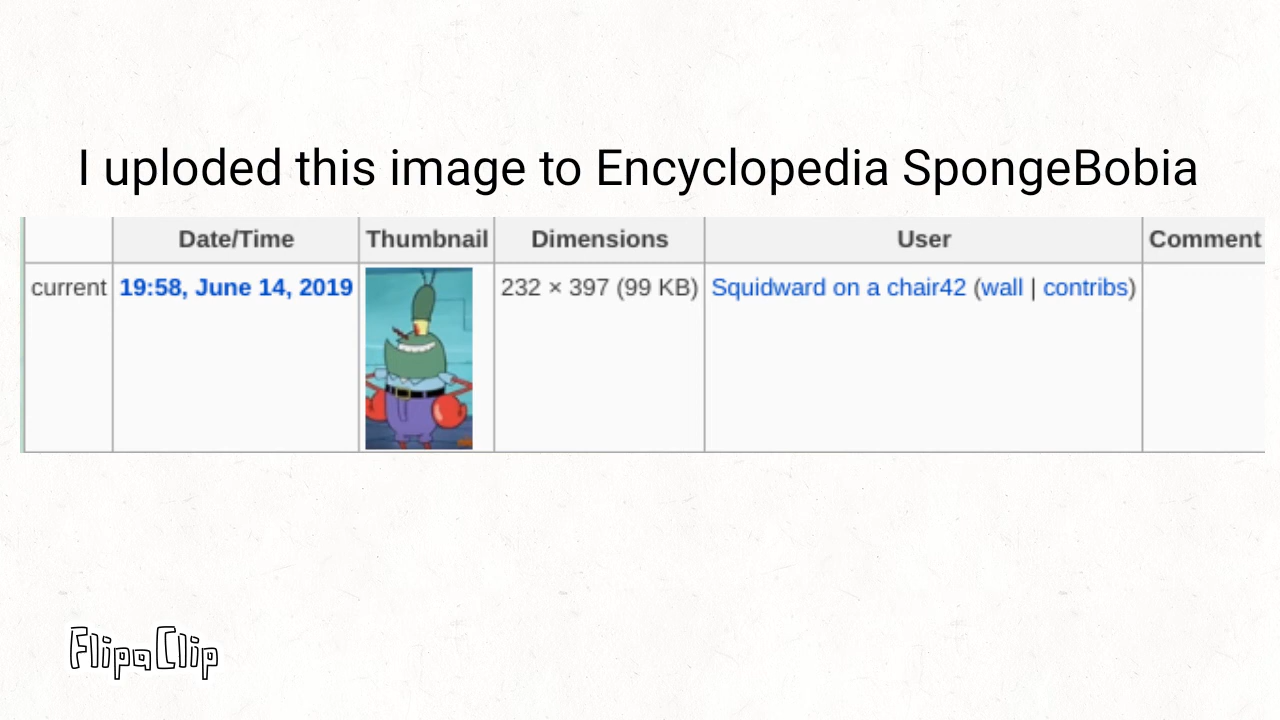 I uploded this image to Encyclopedia SpongeBobia
Date/Time Thumbnail Dimensions User Comment
current 19:58, June 14, 2019 232 × 397 (99 KB) Squidward on a chair42 (wall | contribs)
FlipaClip